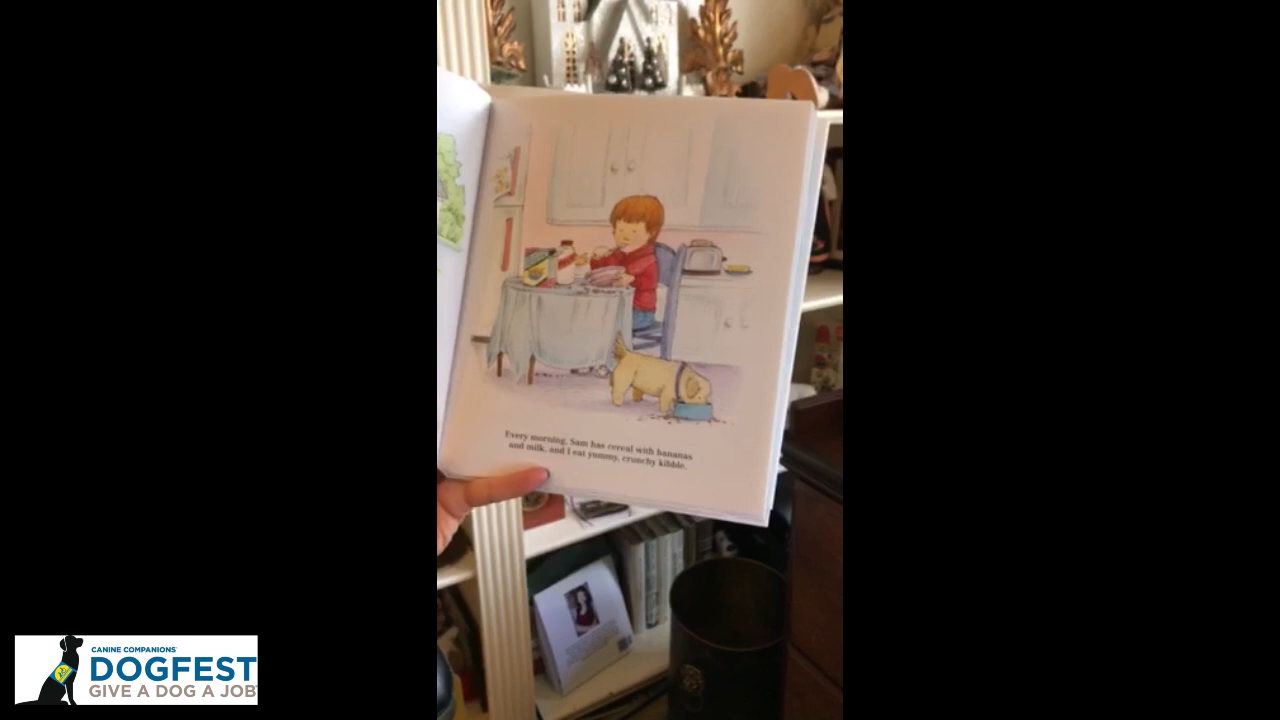 Every morning, Sam has cereal with bananas
and milk, and I eat yummy, crunchy kibble.
CANINE COMPANIONS'
DOGFEST
GIVE A DOG A JOB